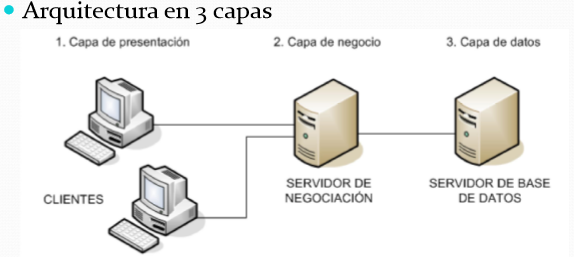 Arquitectura en 3 capas
1. Capa de presentación
2. Capa de negocio
3. Capa de datos
CLIENTES
SERVIDOR DE
NEGOCIACIÓN
SERVIDOR DE BASE
DE DATOS